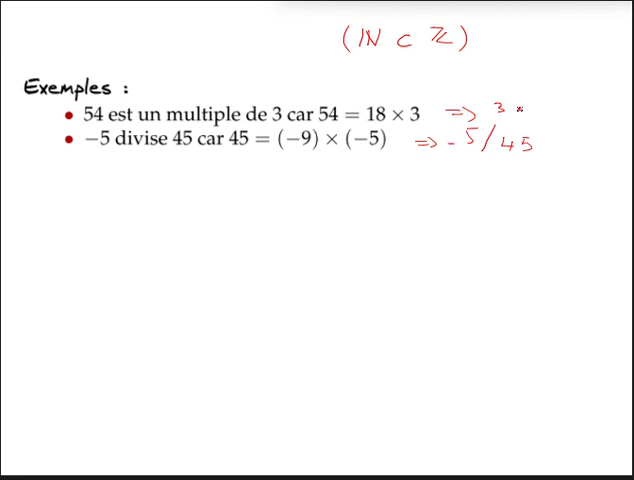 (ℕ ⊂ ℤ)
Exemples :
• 54 est un multiple de 3 car 54 = 18 × 3 => 3
• −5 divise 45 car 45 = (−9) × (−5) => -5/45